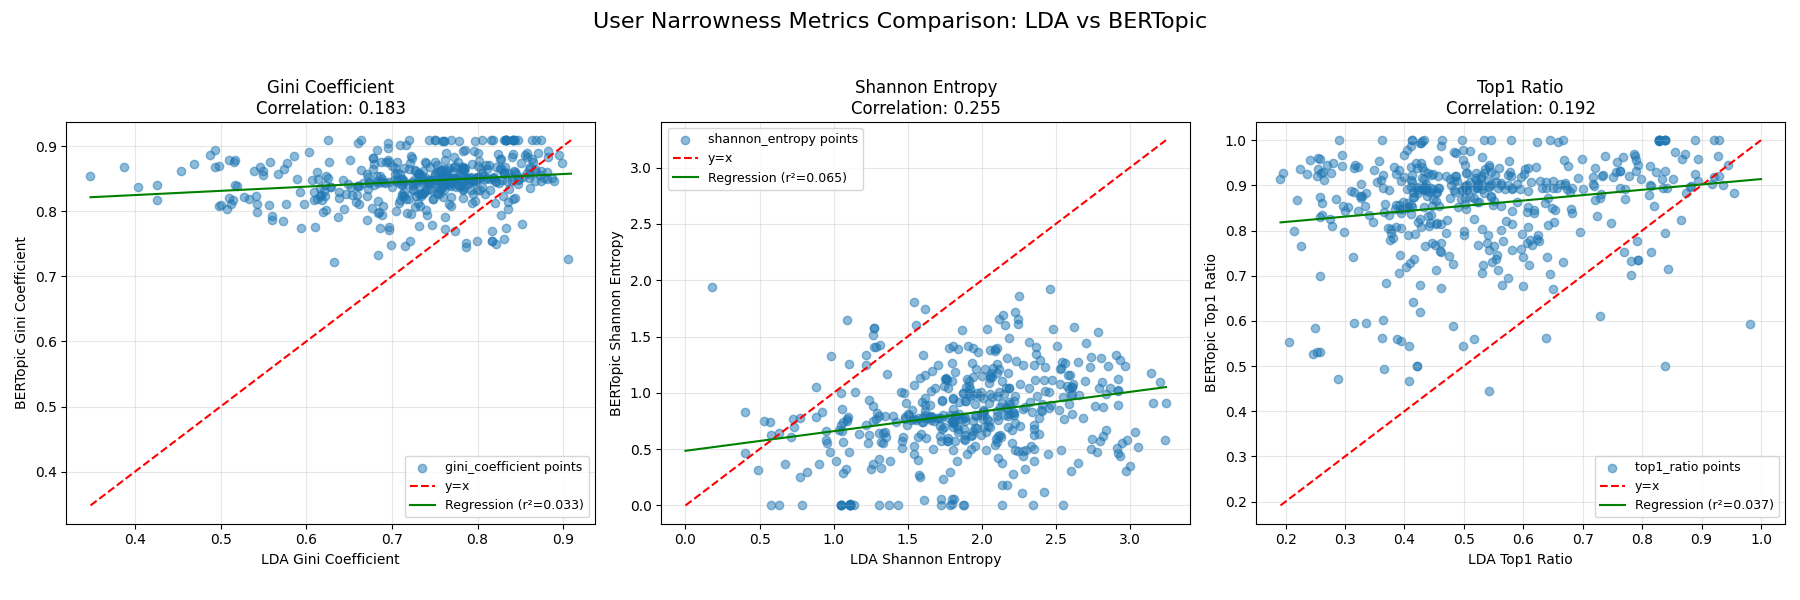 User Narrowness Metrics Comparison: LDA vs BERTopic
Gini Coefficient
Correlation: 0.183
BERTopic Gini Coefficient
0.9
0.8
0.7
0.6
0.5
0.4
gini_coefficient points
y=x
Regression (r²=0.033)
0.4 0.5 0.6 0.7 0.8 0.9
LDA Gini Coefficient
Shannon Entropy
Correlation: 0.255
shannon_entropy points
y=x
Regression (r²=0.065)
BERTopic Shannon Entropy
3.0
2.5
2.0
1.5
1.0
0.5
0.0
0.0 0.5 1.0 1.5 2.0 2.5 3.0
LDA Shannon Entropy
Top1 Ratio
Correlation: 0.192
BERTopic Top1 Ratio
1.0
0.9
0.8
0.7
0.6
0.5
0.4
0.3
0.2
top1_ratio points
y=x
Regression (r²=0.037)
0.2 0.3 0.4 0.5 0.6 0.7 0.8 0.9 1.0
LDA Top1 Ratio